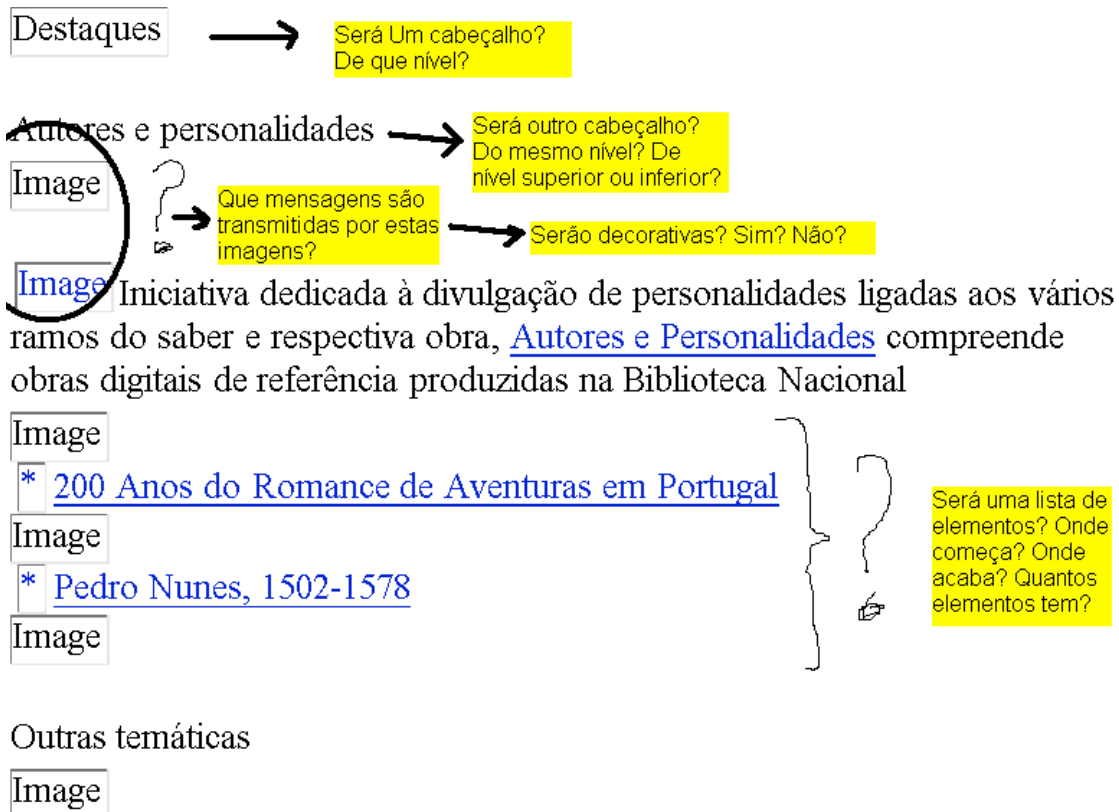 Destaques
Será Um cabeçalho?
De que nível?
Autores e personalidades
Será outro cabeçalho?
Do mesmo nível? De
nível superior ou inferior?
Image
?
Que mensagens são
transmitidas por estas
imagens?
Serão decorativas? Sim? Não?
Image Iniciativa dedicada à divulgação de personalidades ligadas aos vários
ramos do saber e respectiva obra, Autores e Personalidades compreende
obras digitais de referência produzidas na Biblioteca Nacional
Image
* 200 Anos do Romance de Aventuras em Portugal
Image
* Pedro Nunes, 1502-1578
Image
?
Será uma lista de
elementos? Onde
começa? Onde
acaba? Quantos
elementos tem?
Outras temáticas
Image